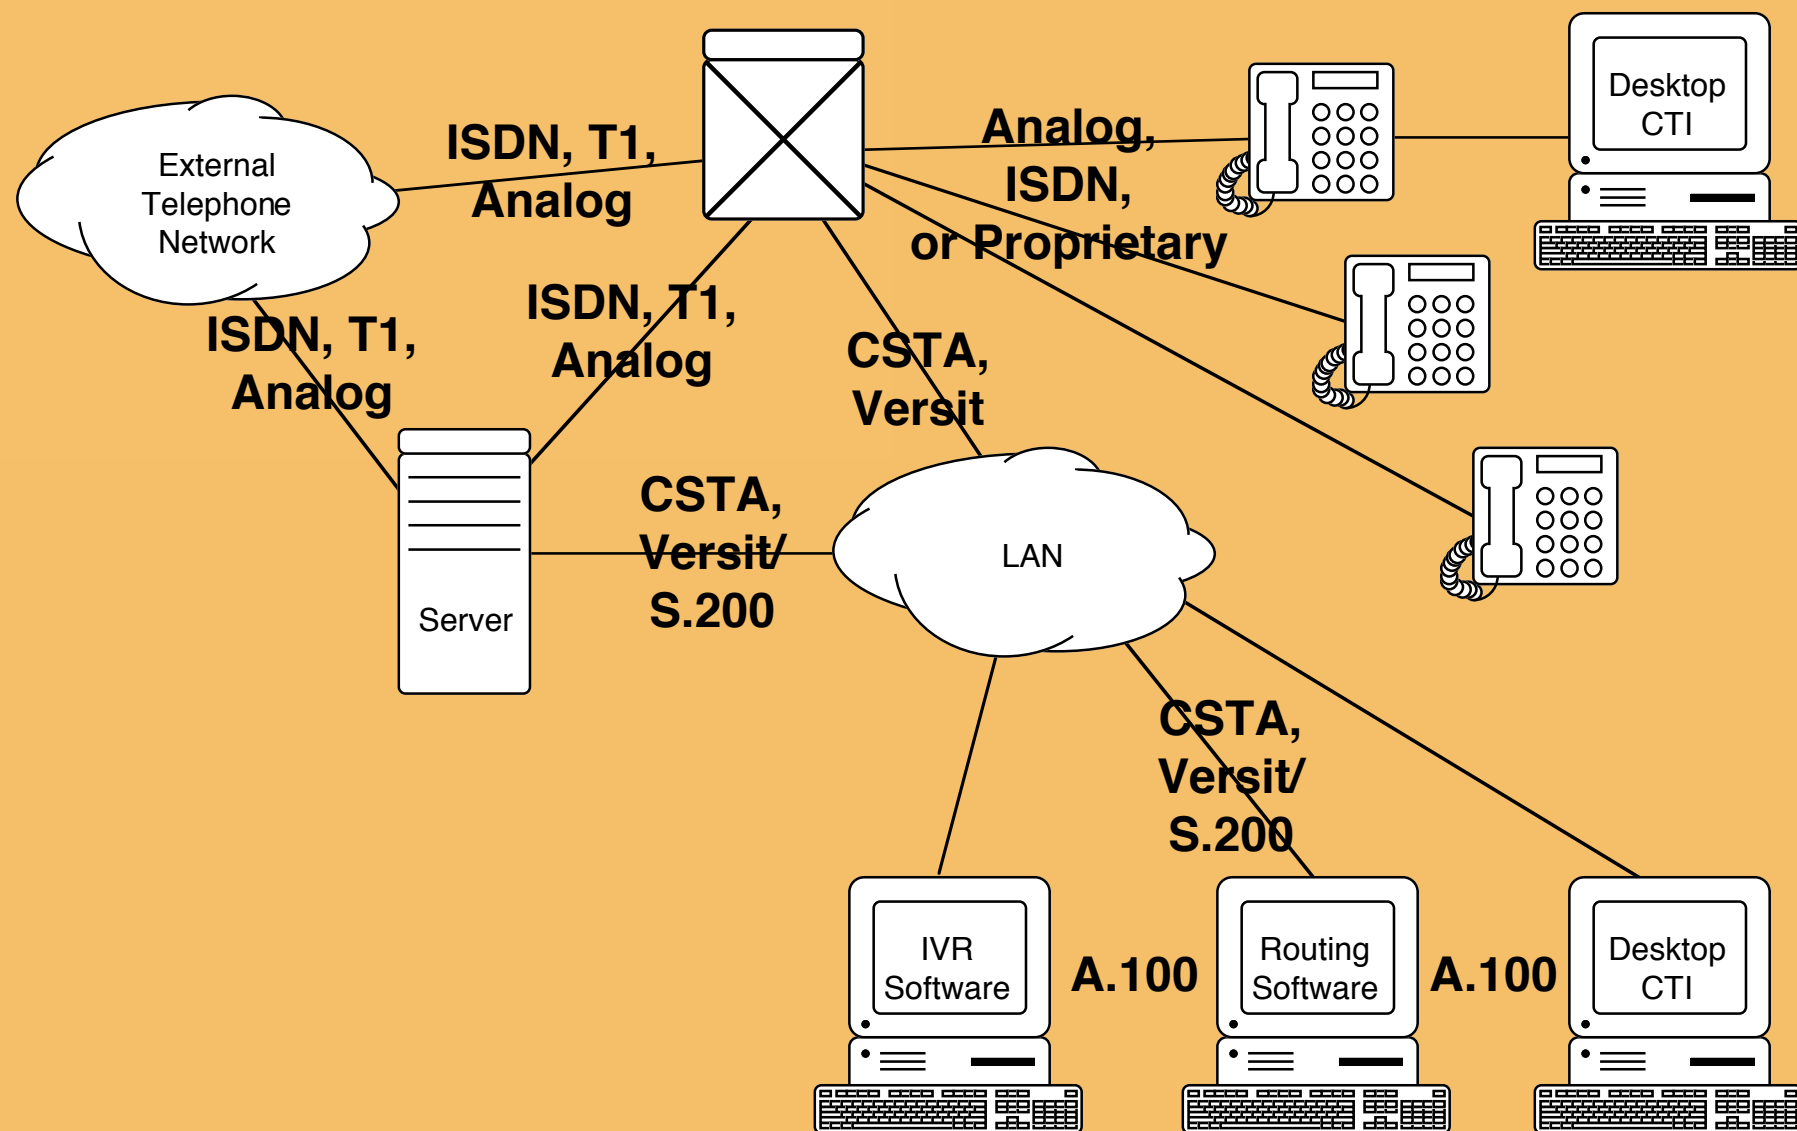 External
Telephone
Network
ISDN, T1,
Analog
Analog,
ISDN,
or Proprietary
Desktop
CTI
ISDN, T1,
Analog
ISDN, T1,
Analog
CSTA,
Versit
Server
CSTA,
Versit/
S.200
LAN
CSTA,
Versit/
S.200
IVR
Software
A.100
Routing
Software
A.100
Desktop
CTI